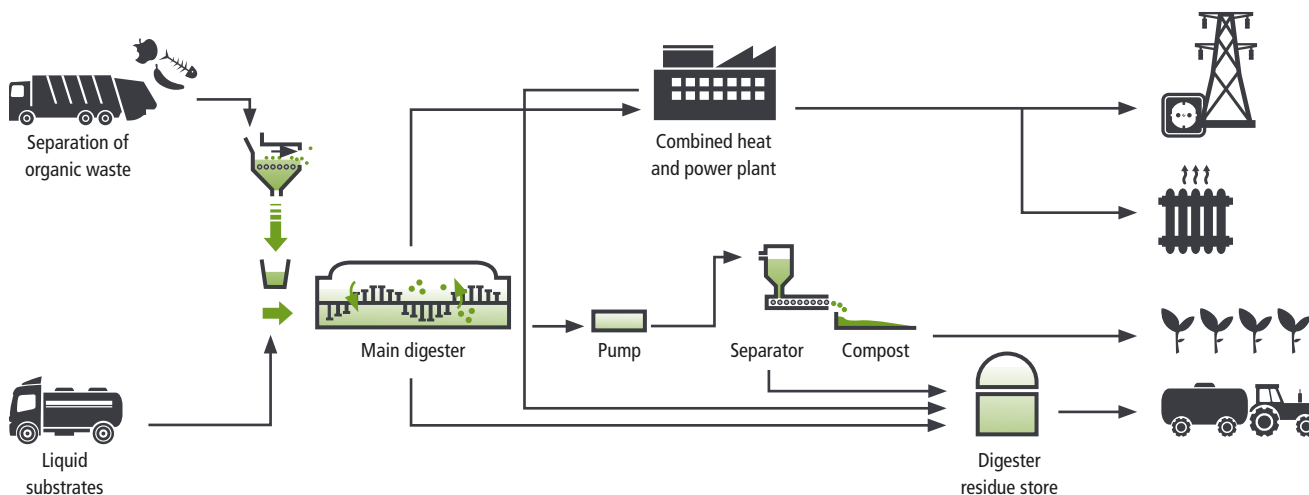 Separation of
organic waste
Combined heat
and power plant
Main digester
Pump
Separator
Compost
Liquid
substrates
Digester
residue store